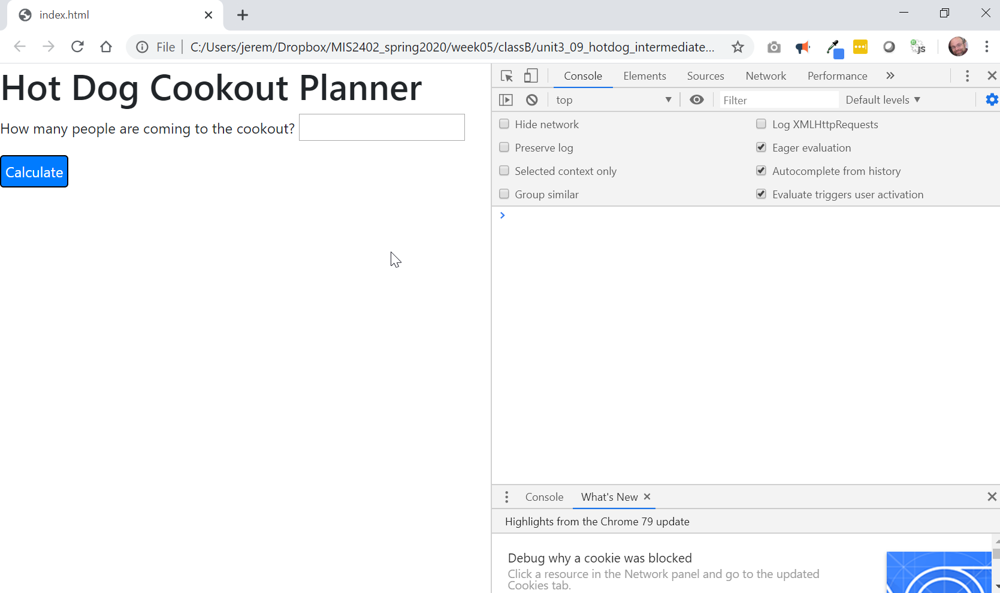 index.html
File
C:/Users/jerem/Dropbox/MIS2402_spring2020/week05/classB/unit3_09_hotdog_intermediate...
JS
Hot Dog Cookout Planner
How many people are coming to the cookout?
Calculate
Console Elements Sources Network Performance
top Filter Default levels
Hide network Log XMLHttpRequests
Preserve log Eager evaluation
Selected context only Autocomplete from history
Group similar Evaluate triggers user activation
Console What's New
Highlights from the Chrome 79 update
Debug why a cookie was blocked
Click a resource in the Network panel and go to the updated
Cookies tab.